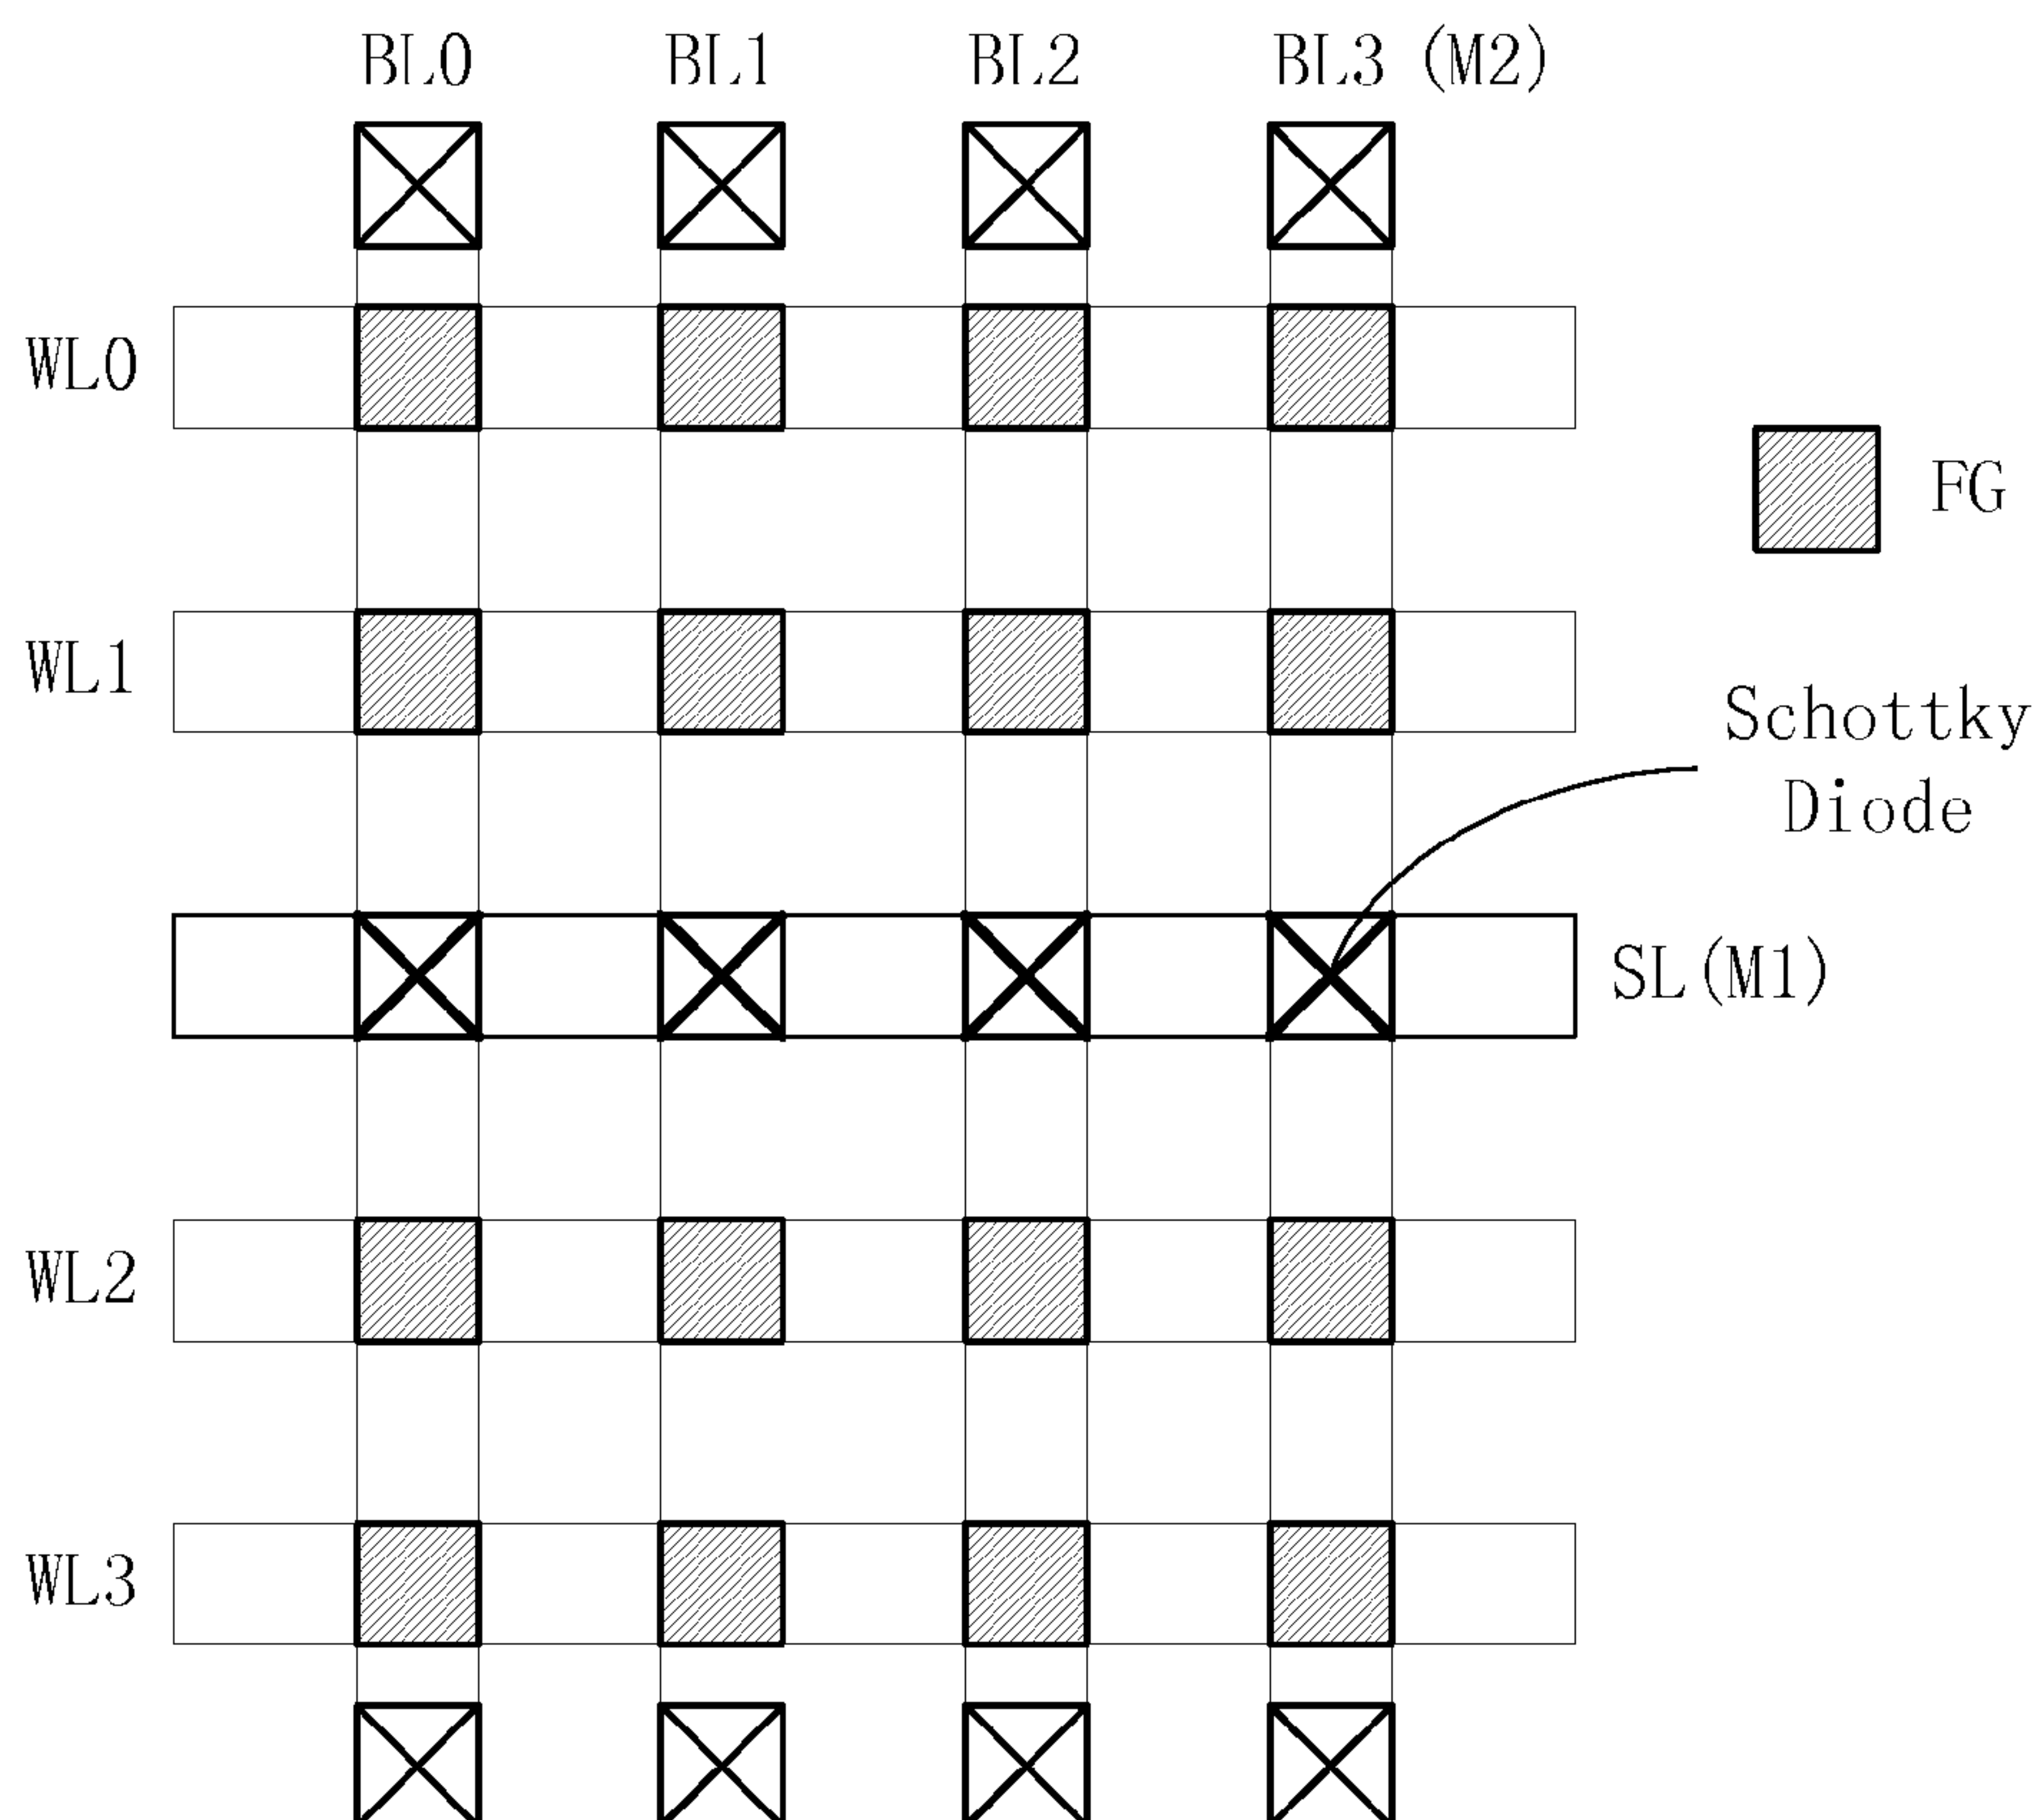 BL0 BL1 BL2 BL3 (M2)
WL0
FG
WL1
Schottky
Diode
SL(M1)
WL2
WL3